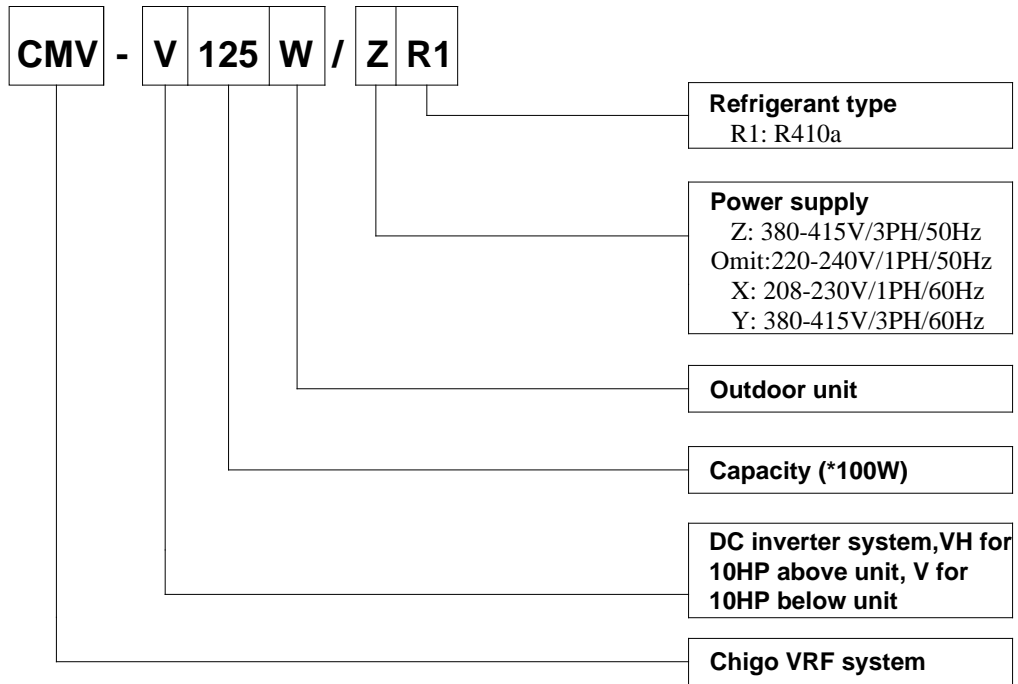 CMV - V 125 W / Z R1
Refrigerant type
R1: R410a
Power supply
Z: 380-415V/3PH/50Hz
Omit:220-240V/1PH/50Hz
X: 208-230V/1PH/60Hz
Y: 380-415V/3PH/60Hz
Outdoor unit
Capacity (*100W)
DC inverter system,VH for
10HP above unit, V for
10HP below unit
Chigo VRF system